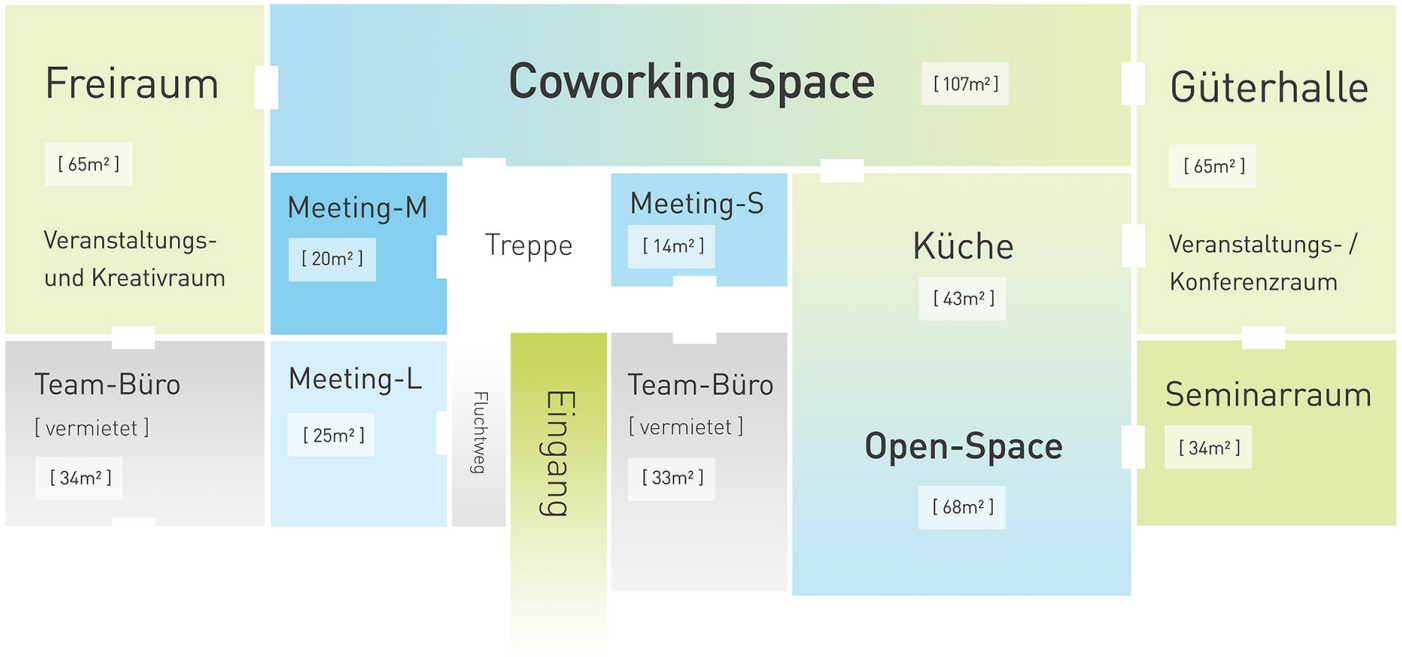 Freiraum
[ 65m² ]
Veranstaltungs-
und Kreativraum
Coworking Space
[ 107m² ]
Güterhalle
[ 65m² ]
Veranstaltungs- /
Konferenzraum
Meeting-M
[ 20m² ]
Treppe
Meeting-S
[ 14m² ]
Küche
[ 43m² ]
Team-Büro
[ vermietet ]
[ 34m² ]
Meeting-L
[ 25m² ]
Fluchtweg
Eingang
Team-Büro
[ vermietet ]
[ 33m² ]
Open-Space
[ 68m² ]
Seminarraum
[ 34m² ]